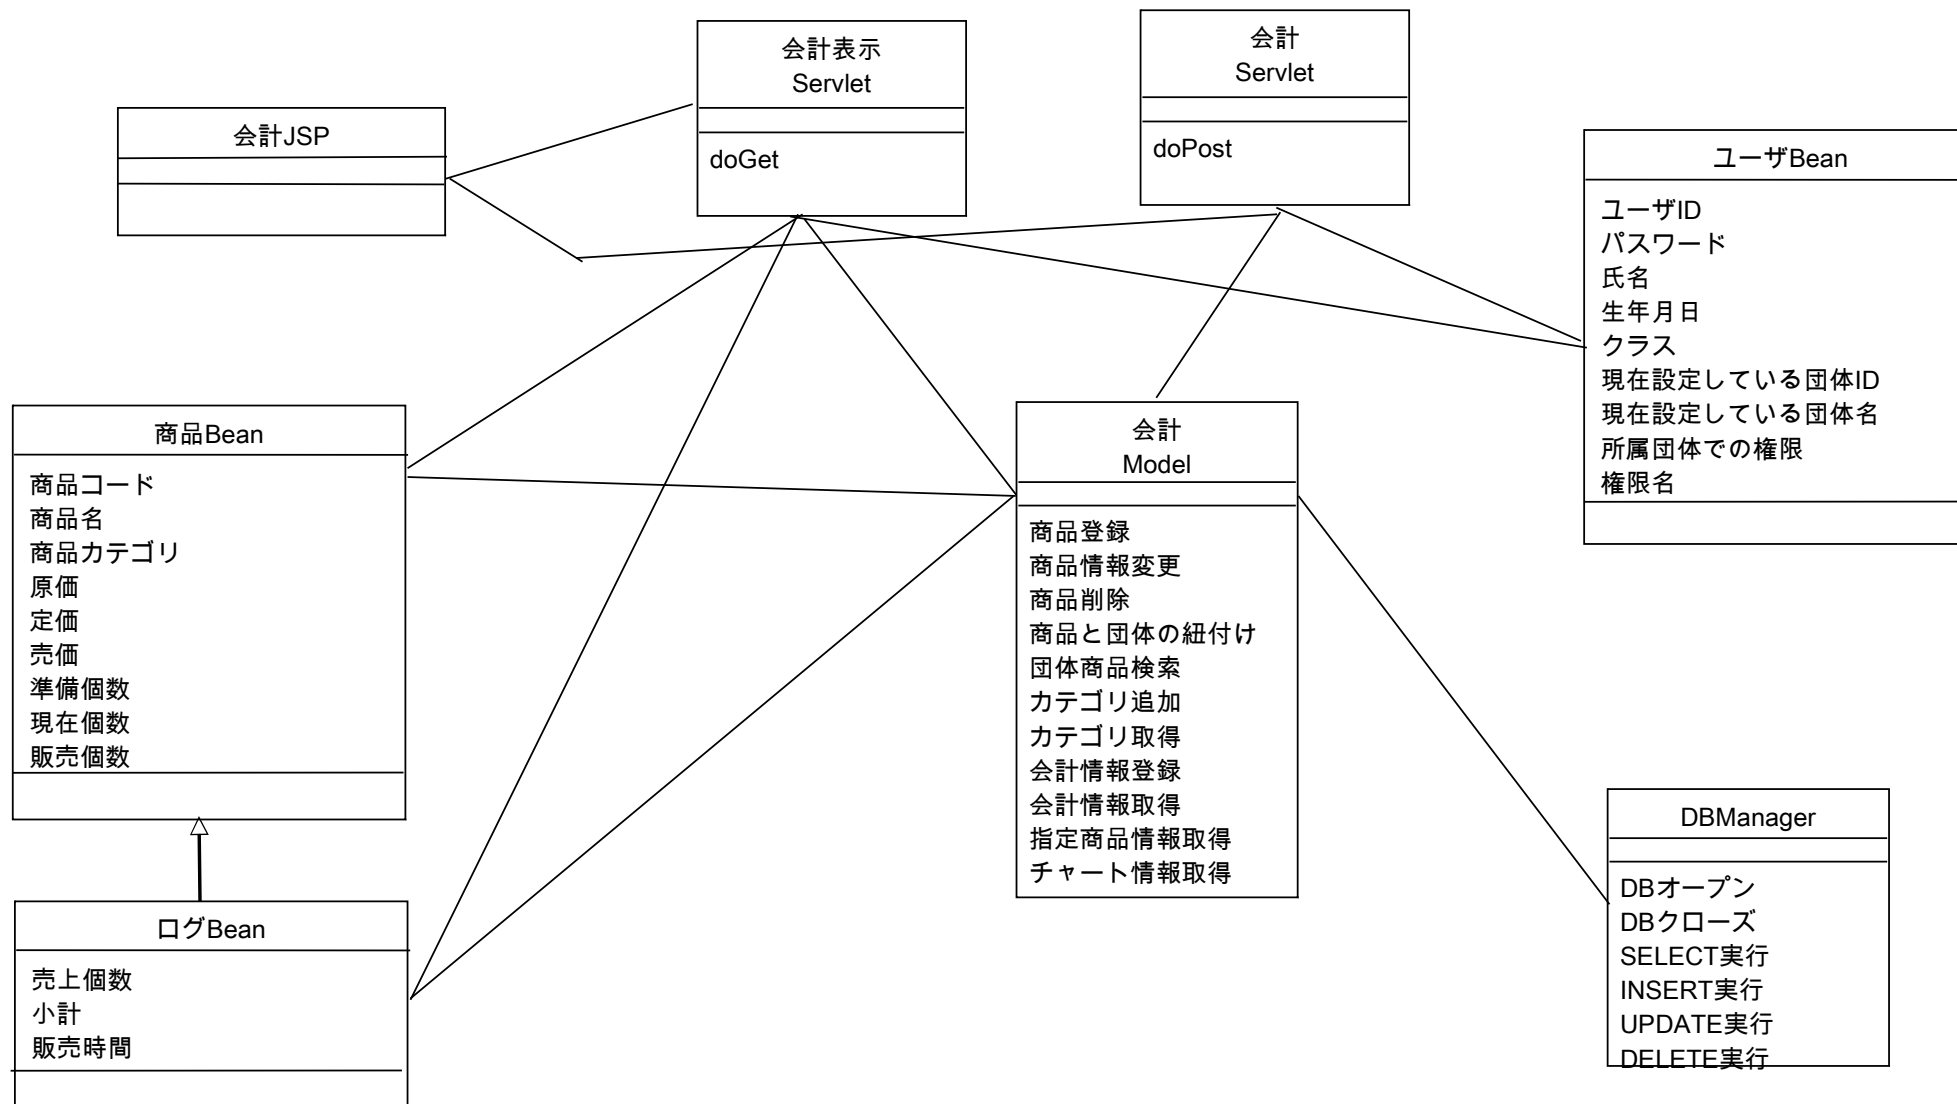 会計表示
Servlet
doGet
会計
Servlet
doPost
会計JSP
ユーザBean
ユーザID
パスワード
氏名
生年月日
クラス
現在設定している団体ID
現在設定している団体名
所属団体での権限
権限名
商品Bean
商品コード
商品名
商品カテゴリ
原価
定価
売価
準備個数
現在個数
販売個数
会計
Model
商品登録
商品情報変更
商品削除
商品と団体の紐付け
団体商品検索
カテゴリ追加
カテゴリ取得
会計情報登録
会計情報取得
指定商品情報取得
チャート情報取得
DBManager
DBオープン
DBクローズ
SELECT実行
INSERT実行
UPDATE実行
DELETE実行
ログBean
売上個数
小計
販売時間